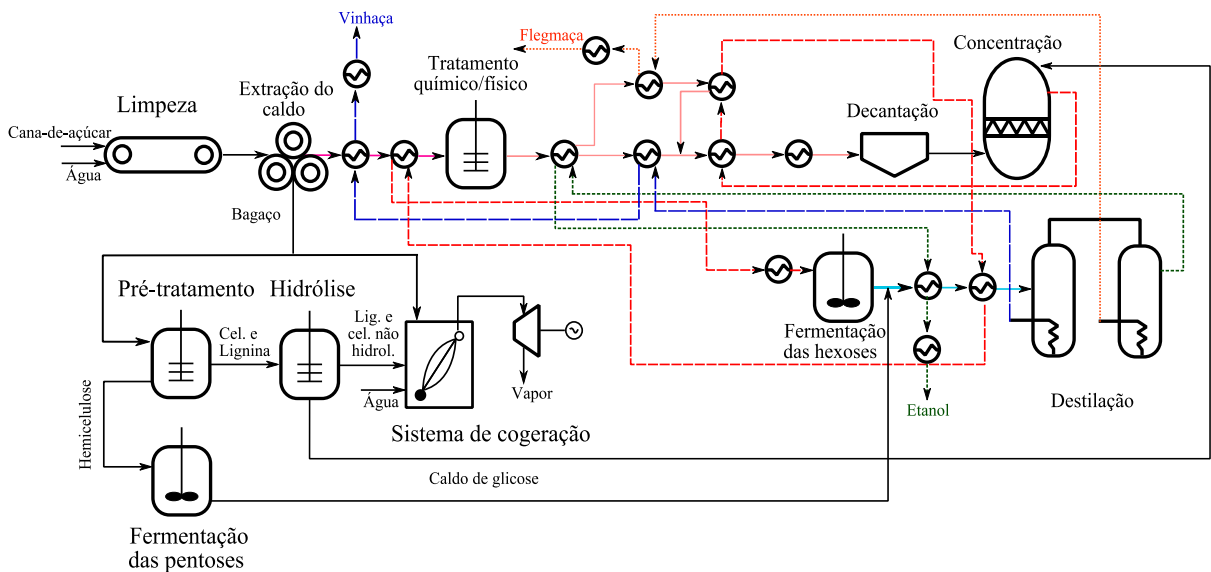 Vinhaça
Flegmaça
Concentração
Tratamento
químico/físico
Extração do
caldo
Limpeza
Decantação
Cana-de-açúcar
Água
Bagaço
Pré-tratamento
Hidrólise
Lig. e
cel. não
hidrol.
Cel. e
Lignina
Fermentação
das hexoses
Água
Vapor
Etanol
Destilação
Hemicelulose
Sistema de cogeração
Caldo de glicose
Fermentação
das pentoses